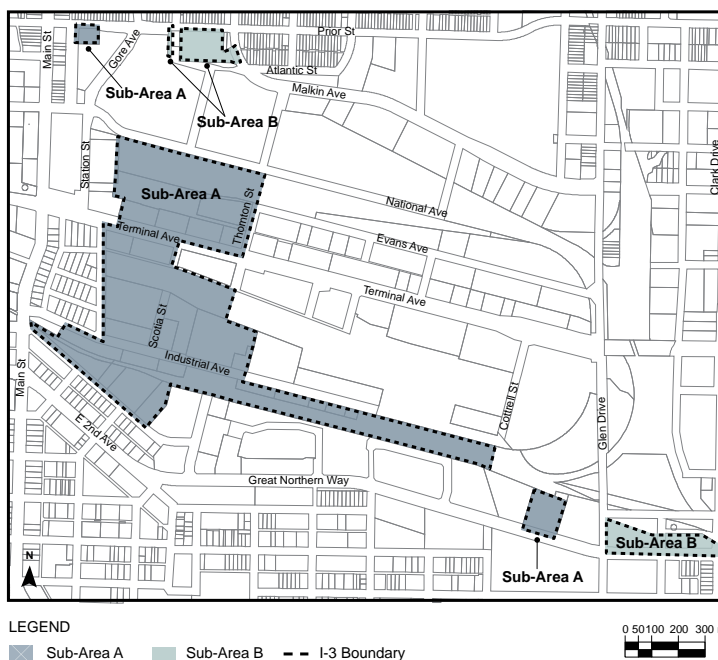 Main St
Gore Ave
Prior St
Atlantic St
Malkin Ave
Sub-Area A
Sub-Area B
Clark Drive
Station St
Sub-Area A
Thornton St
National Ave
Terminal Ave
Evans Ave
Terminal Ave
Scotia St
Industrial Ave
Main St
E 2nd Ave
Cottrell St
Glen Drive
Great Northern Way
Sub-Area B
Sub-Area A
N
LEGEND
Sub-Area A Sub-Area B I-3 Boundary
0 50 100 200 300